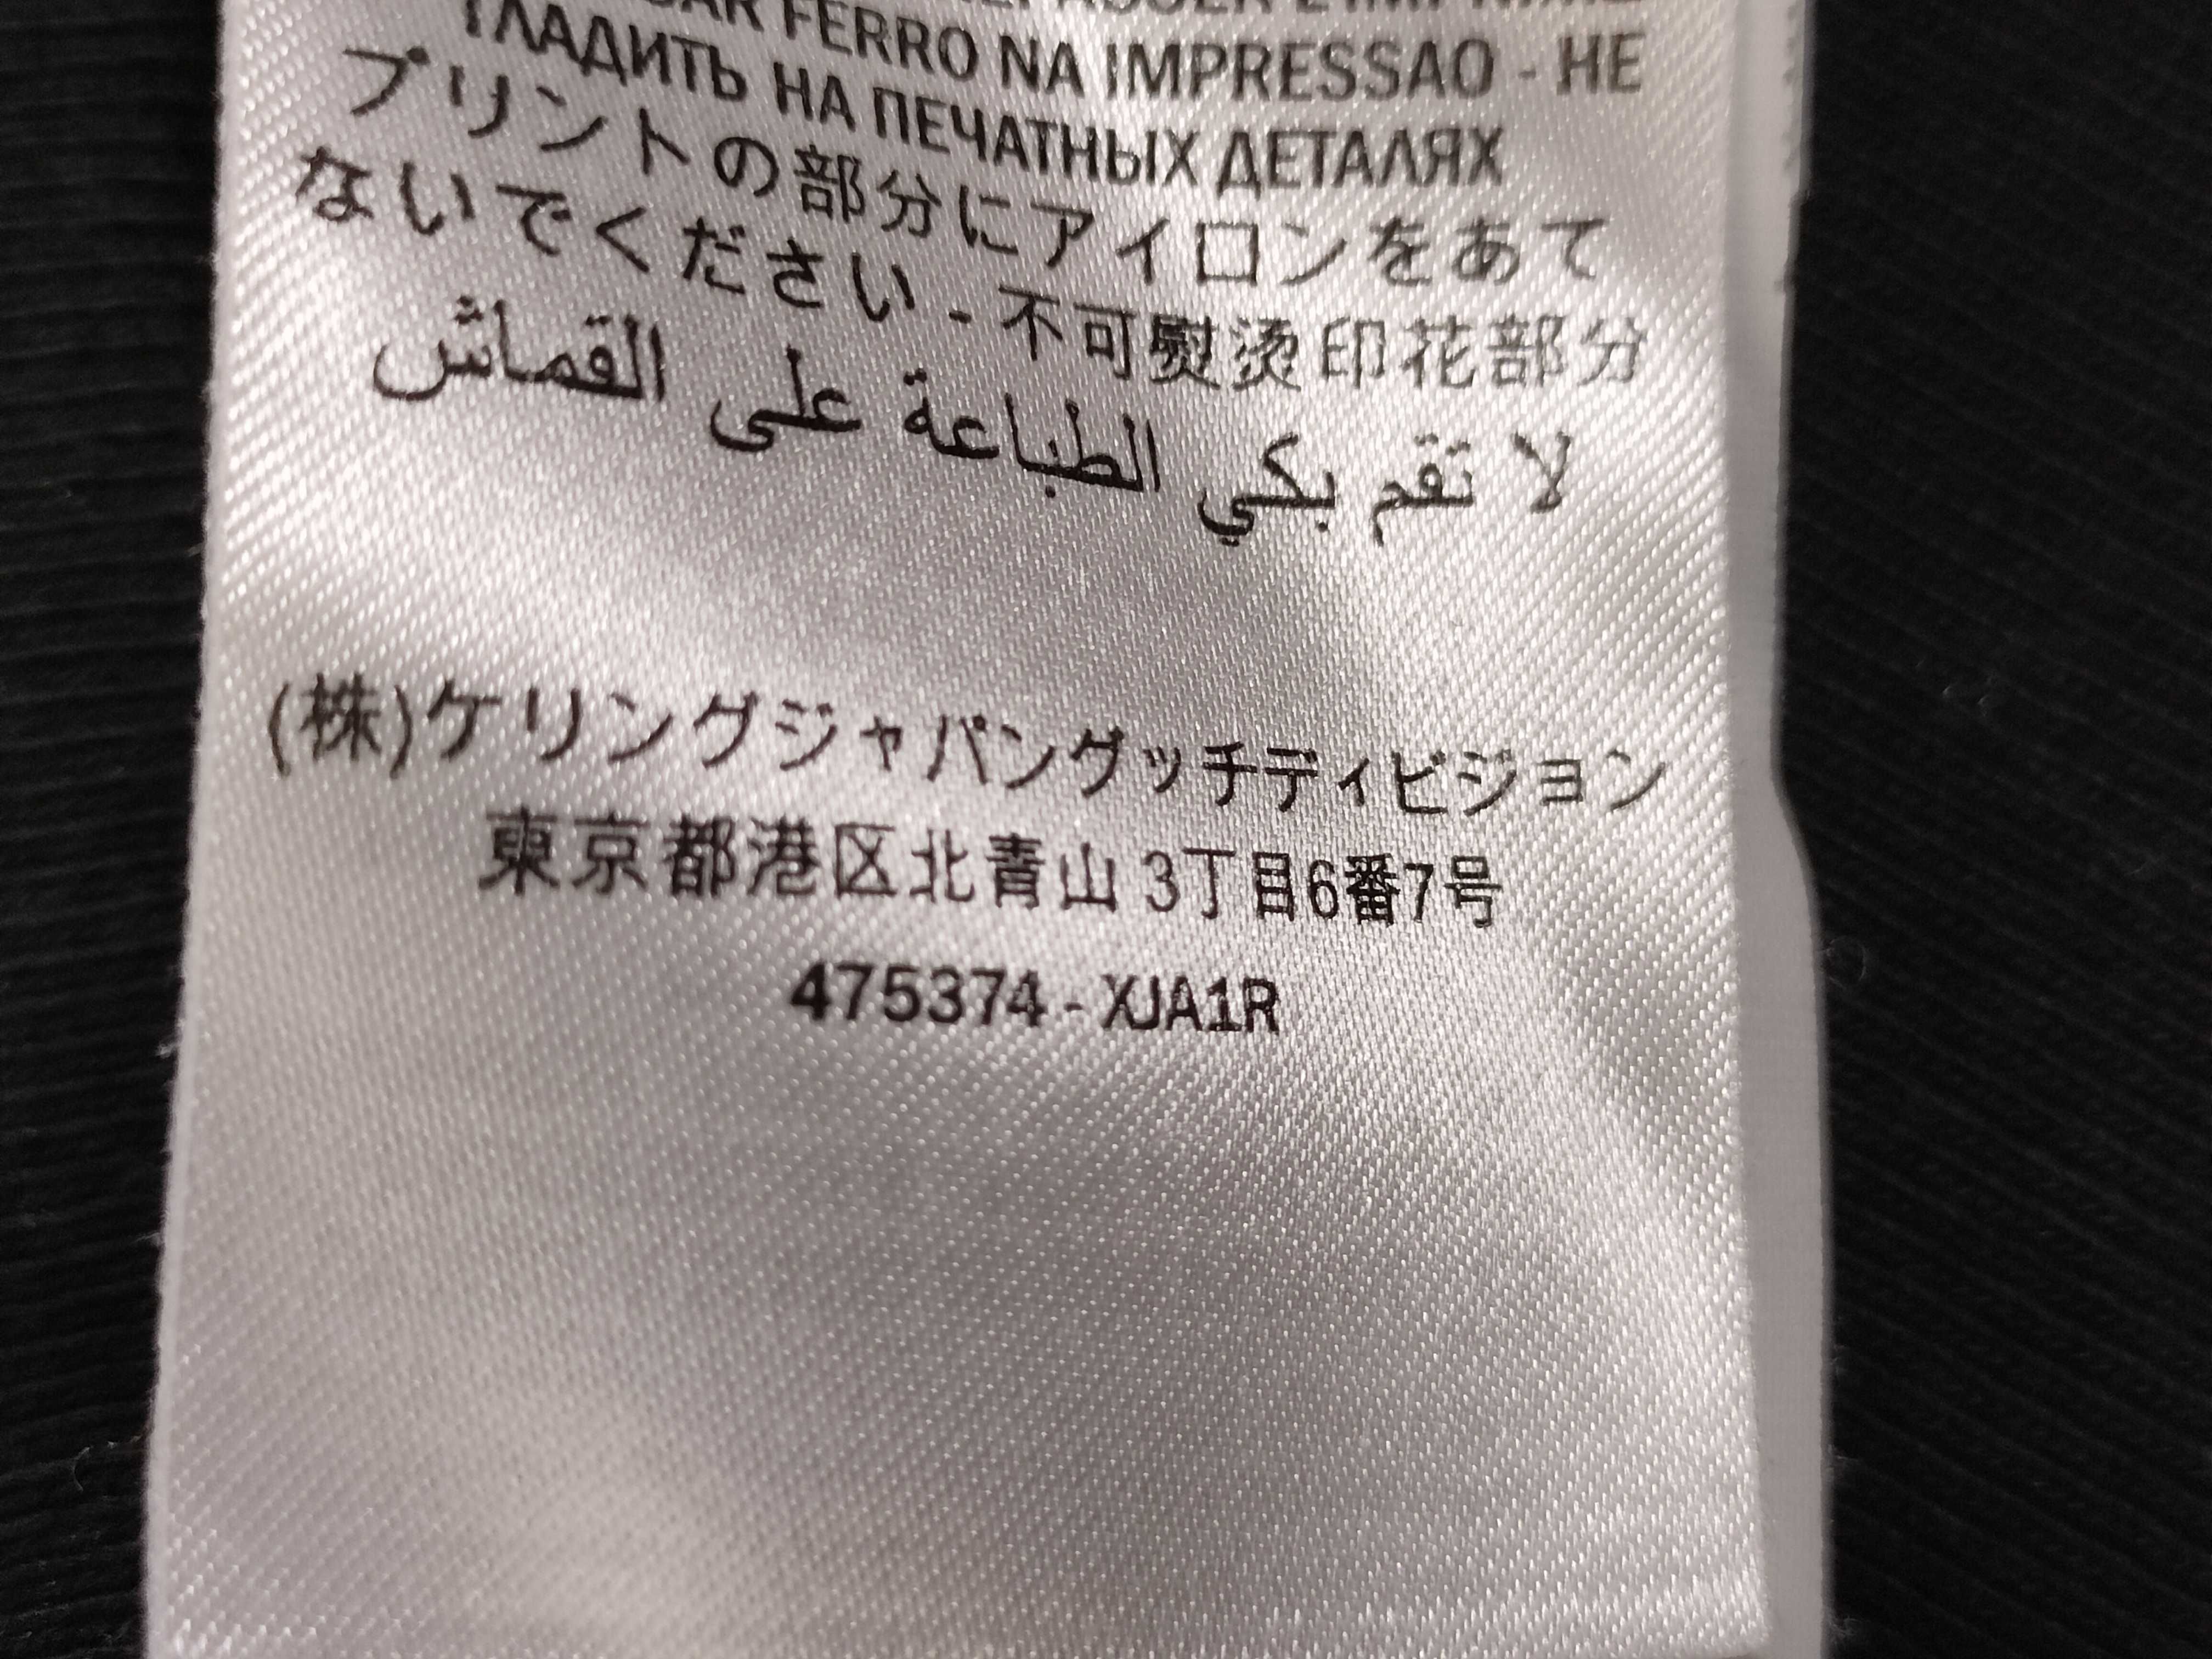 FERRO NA IMPRESSAO - НЕ
ГЛАДИТЬ НА ПЕЧАТНЫХ ДЕТАЛЯХ
プリントの部分にアイロンをあて
ないでください - 不可熨烫印花部分
لا تقم بكي الطباعة على القماش
(株)ケリングジャパングッチディビジョン
東京都港区北青山 3丁目6番7号
475374 - XJA1R